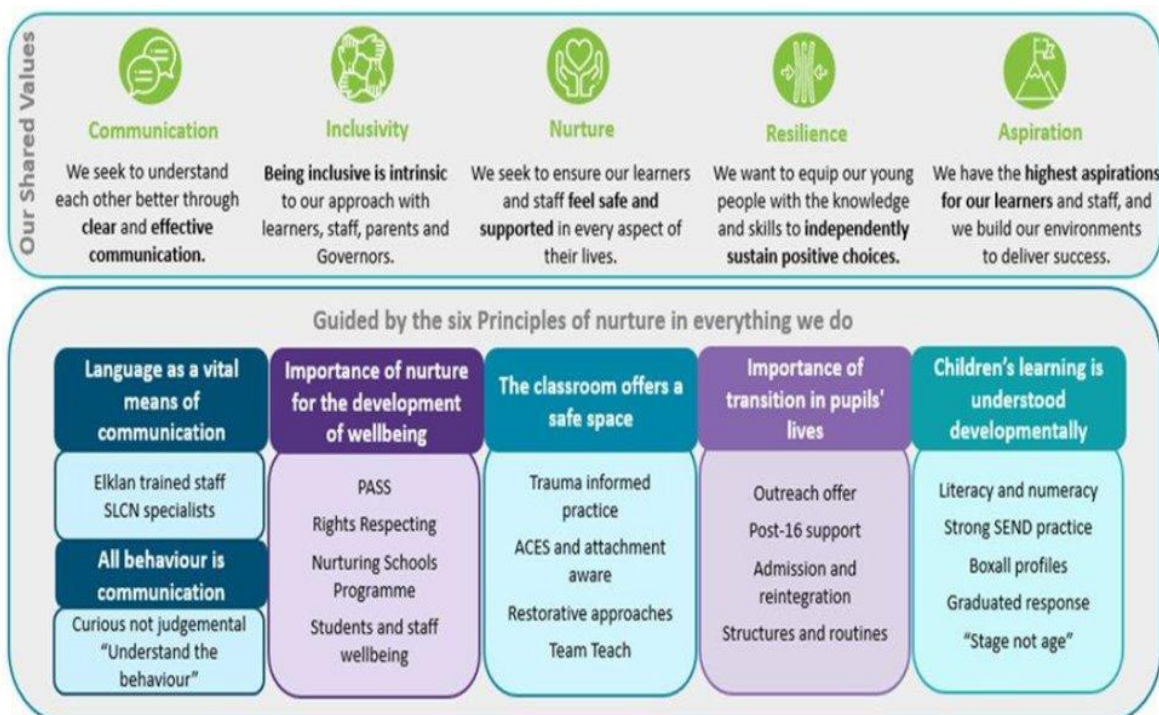 Our Shared Values
Communication
We seek to understand
each other better through
clear and effective
communication.
Inclusivity
Being inclusive is intrinsic
to our approach with
learners, staff, parents and
Governors.
Nurture
We seek to ensure our learners
and staff feel safe and
supported in every aspect of
their lives.
Resilience
We want to equip our young
people with the knowledge
and skills to independently
sustain positive choices.
Aspiration
We have the highest aspirations
for our learners and staff, and
we build our environments
to deliver success.
Guided by the six Principles of nurture in everything we do
Language as a vital
means of
communication
Elklan trained staff
SLCN specialists
All behaviour is
communication
Curious not judgemental
“Understand the
behaviour”
Importance of nurture
for the development
of wellbeing
PASS
Rights Respecting
Nurturing Schools
Programme
Students and staff
wellbeing
The classroom offers a
safe space
Trauma informed
practice
ACES and attachment
aware
Restorative approaches
Team Teach
Importance of
transition in pupils'
lives
Outreach offer
Post-16 support
Admission and
reintegration
Structures and routines
Children’s learning is
understood
developmentally
Literacy and numeracy
Strong SEND practice
Boxall profiles
Graduated response
“Stage not age”